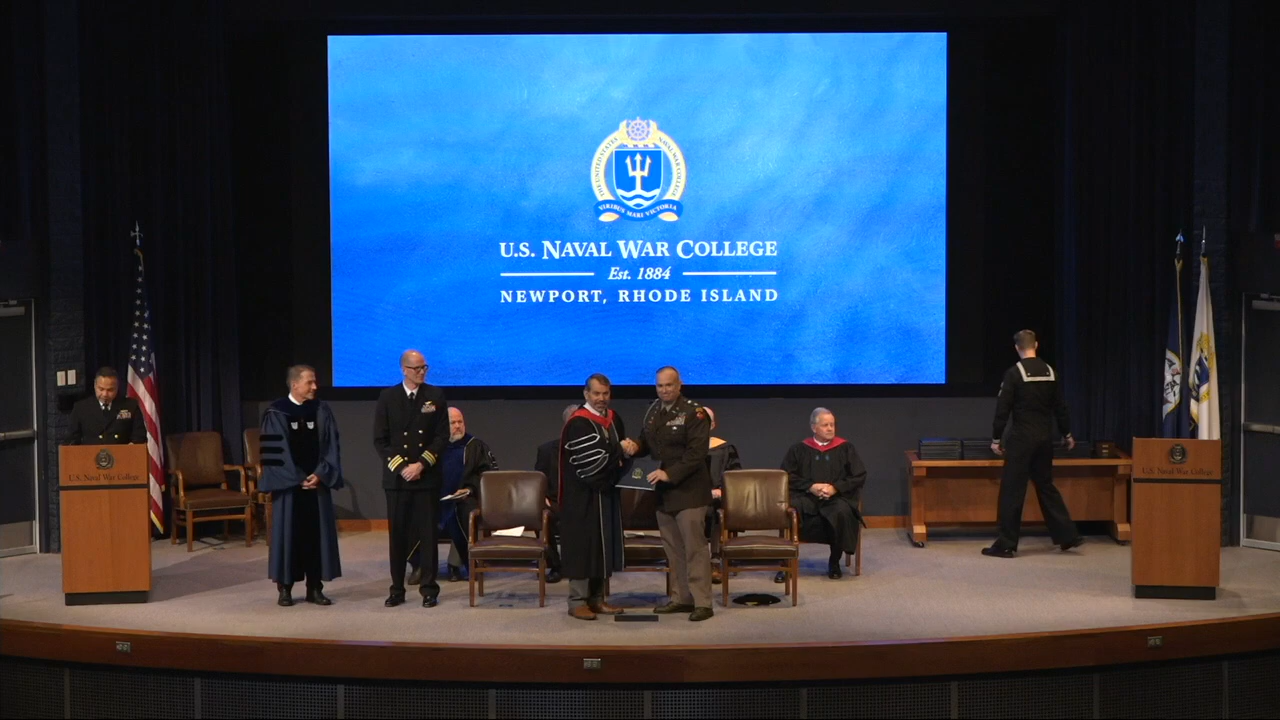 THE UNITED STATES NAVAL WAR COLLEGE
VIRIBUS MARI VICTORIA
U.S. NAVAL WAR COLLEGE
Est. 1884
NEWPORT, RHODE ISLAND
U.S. Naval War College
U.S. Naval War College